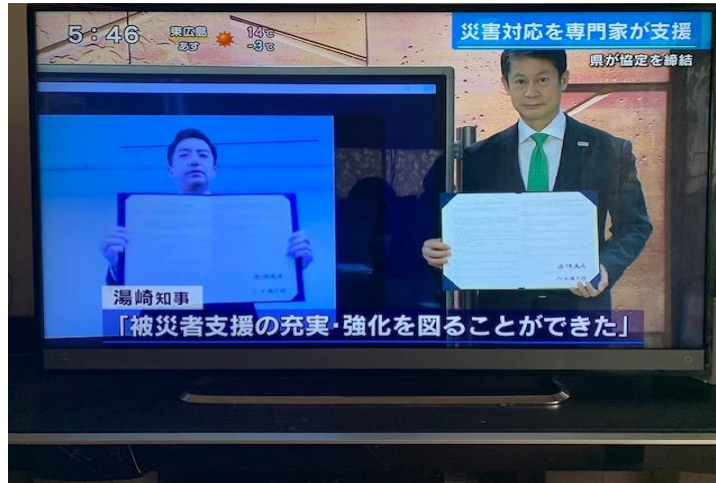 5:46
東広島
あす
14℃
-3℃
災害対応を専門家が支援
県が協定を締結
湯崎知事
「被災者支援の充実・強化を図ることができた」